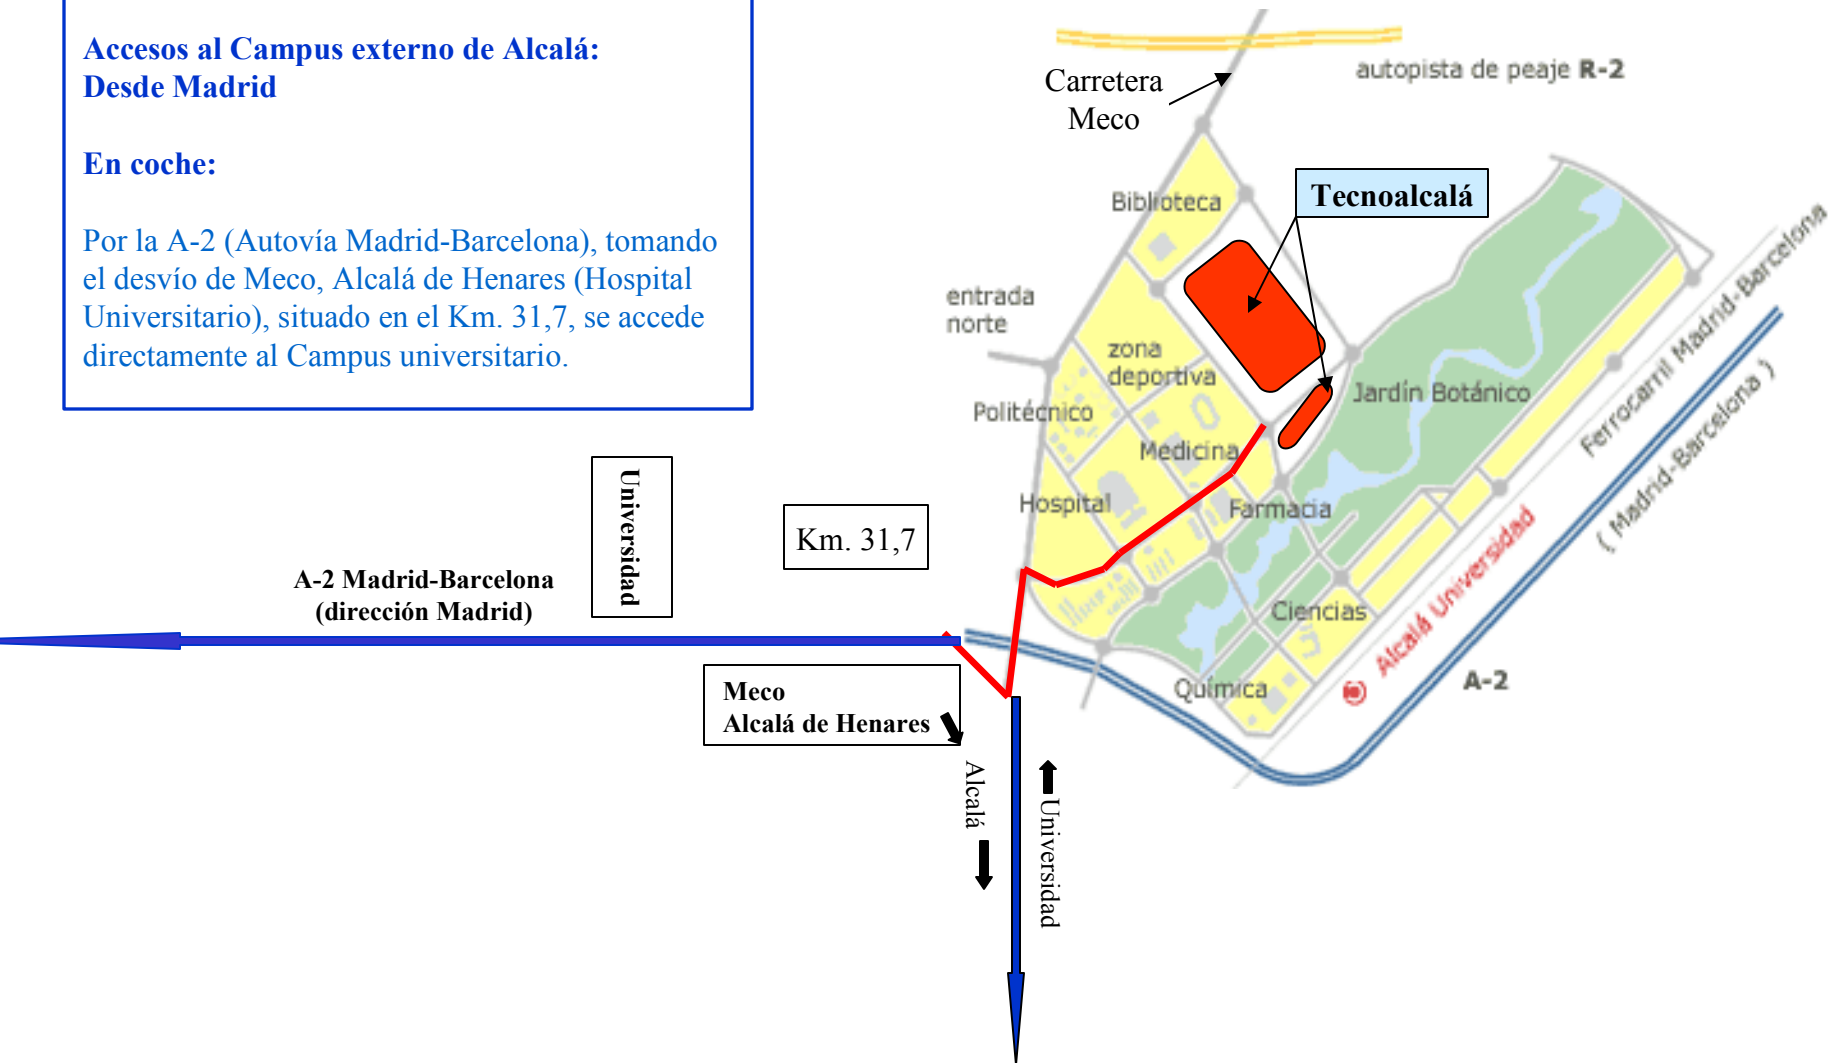 Accesos al Campus externo de Alcalá:
Desde Madrid
En coche:
Por la A-2 (Autovía Madrid-Barcelona), tomando
el desvío de Meco, Alcalá de Henares (Hospital
Universitario), situado en el Km. 31,7, se accede
directamente al Campus universitario.
autopista de peaje R-2
Carretera
Meco
Biblioteca
Tecnoalcalá
entrada
norte
zona
deportiva
Politécnico
Jardín Botánico
Medicina
Hospital
Farmacia
Ferrocarril Madrid-Barcelona
( Madrid-Barcelona )
Universidad
Km. 31,7
A-2 Madrid-Barcelona
(dirección Madrid)
Ciencias
Alcalá Universidad
Química
A-2
Meco
Alcalá de Henares
Alcalá
Universidad